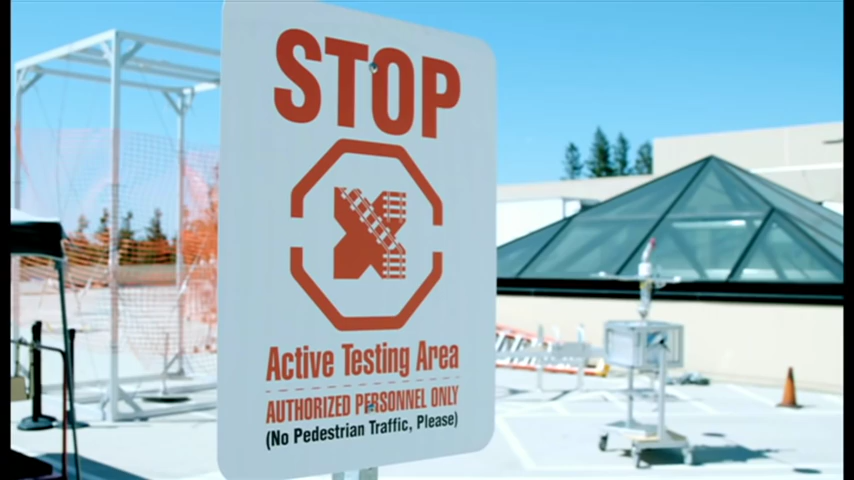 STOP
Active Testing Area
AUTHORIZED PERSONNEL ONLY
(No Pedestrian Traffic, Please)